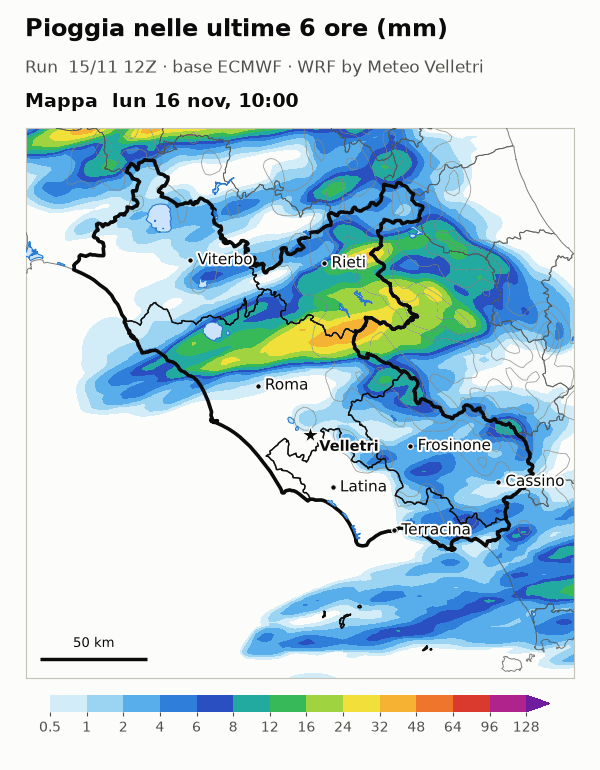 Pioggia nelle ultime 6 ore (mm)
Run  15/11 12Z · base ECMWF · WRF by Meteo Velletri
Mappa  lun 16 nov, 10:00
Viterbo
Rieti
Roma
Velletri
Frosinone
Latina
Cassino
Terracina
50 km
0.5 1 2 4 6 8 12 16 24 32 48 64 96 128